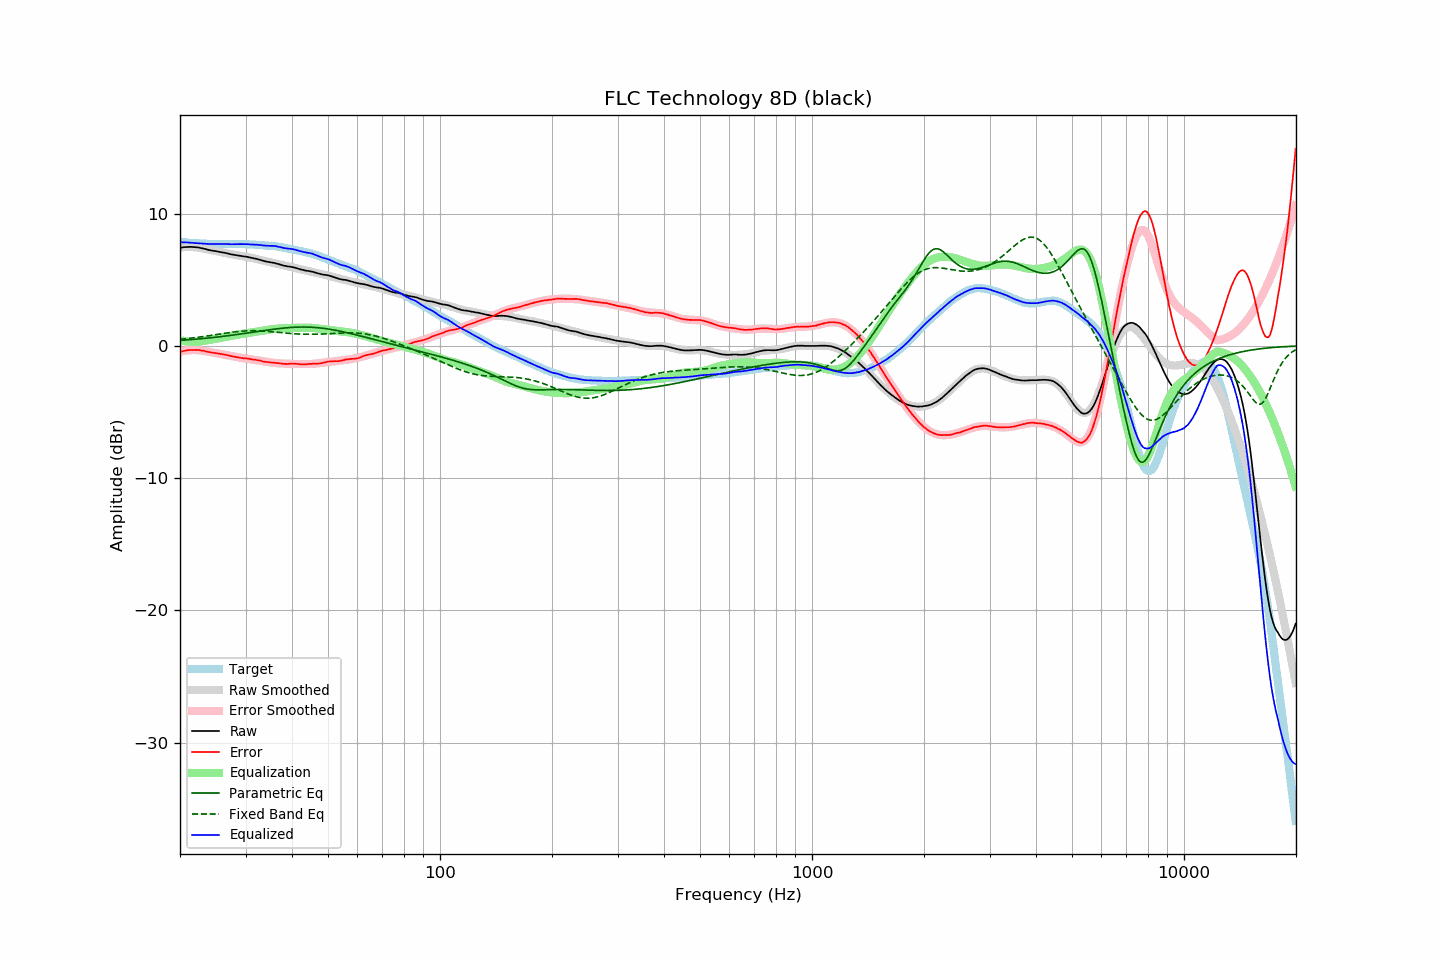 FLC Technology 8D (black)
10
0
−10
−20
−30
Amplitude (dBr)
Target
Raw Smoothed
Error Smoothed
Raw
Error
Equalization
Parametric Eq
Fixed Band Eq
Equalized
100
1000
10000
Frequency (Hz)